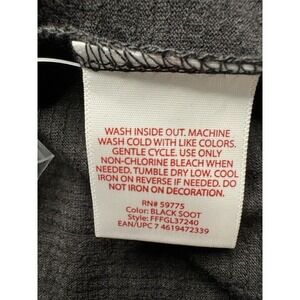 WASH INSIDE OUT. MACHINE
WASH COLD WITH LIKE COLORS.
GENTLE CYCLE. USE ONLY
NON-CHLORINE BLEACH WHEN
NEEDED. TUMBLE DRY LOW. COOL
IRON ON REVERSE IF NEEDED. DO
NOT IRON ON DECORATION.
RN# 59775
Color: BLACK SOOT
Style: FFFGL37240
EAN/UPC 7 4619472339